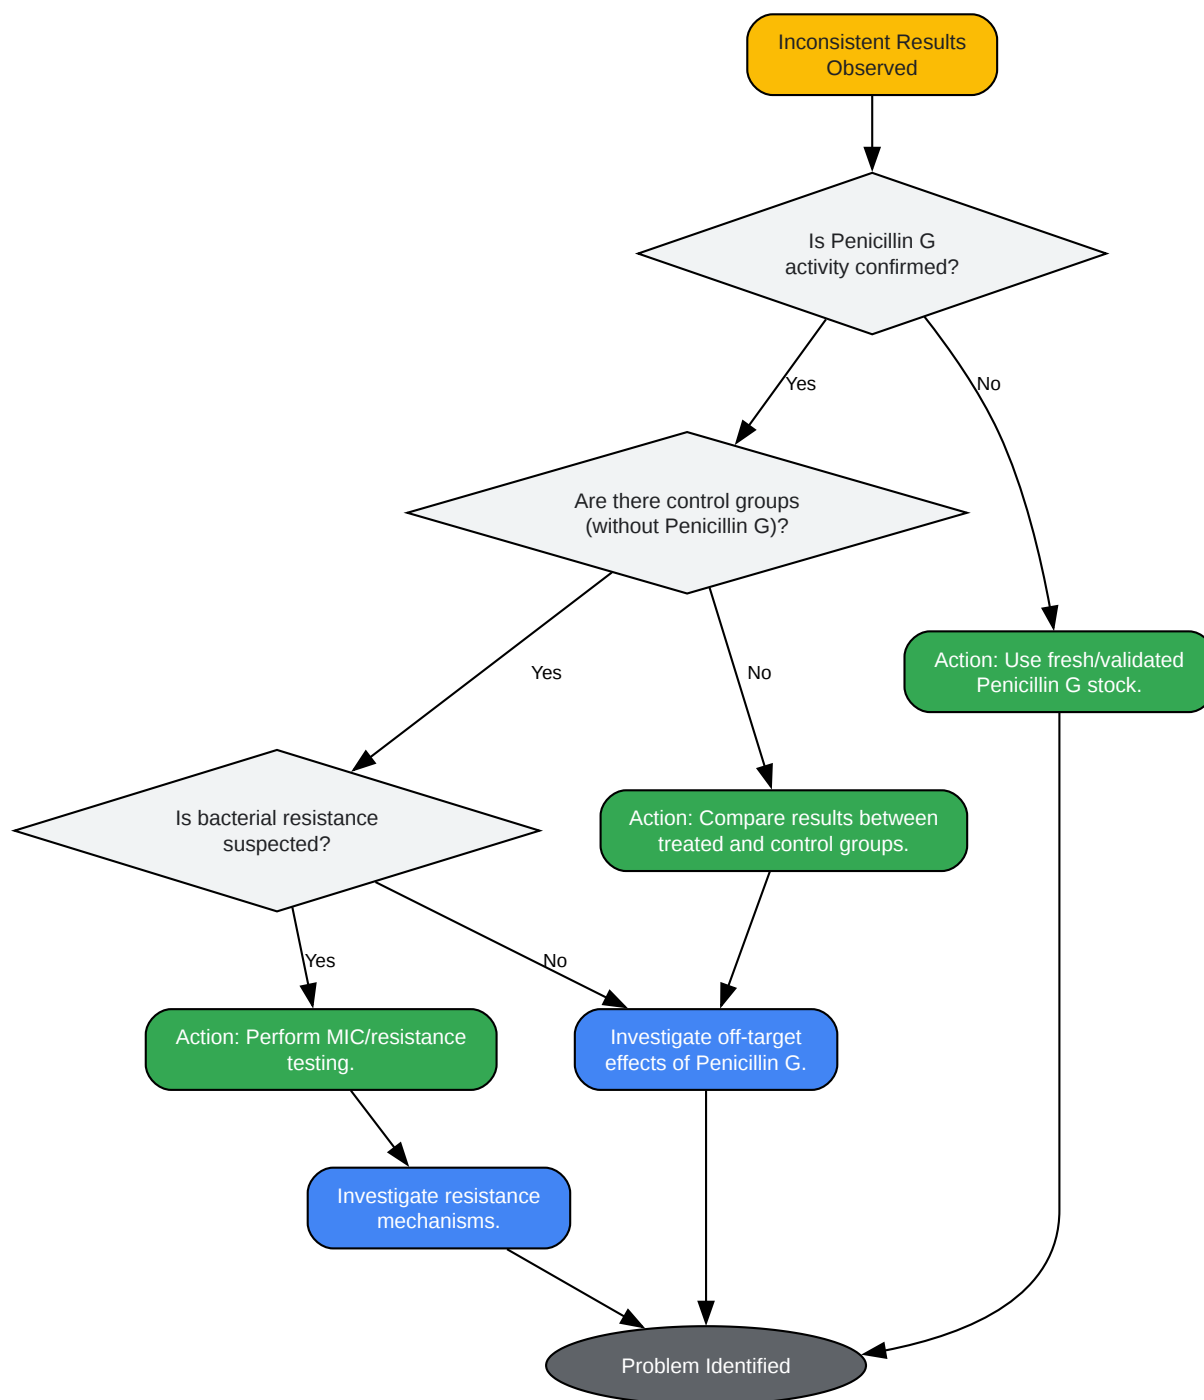 Inconsistent Results
Observed
Is Penicillin G
activity confirmed?
Yes
No
Are there control groups
(without Penicillin G)?
Yes
No
Action: Use fresh/validated
Penicillin G stock.
Is bacterial resistance
suspected?
Action: Compare results between
treated and control groups.
Yes
No
Action: Perform MIC/resistance
testing.
Investigate off-target
effects of Penicillin G.
Investigate resistance
mechanisms.
Problem Identified